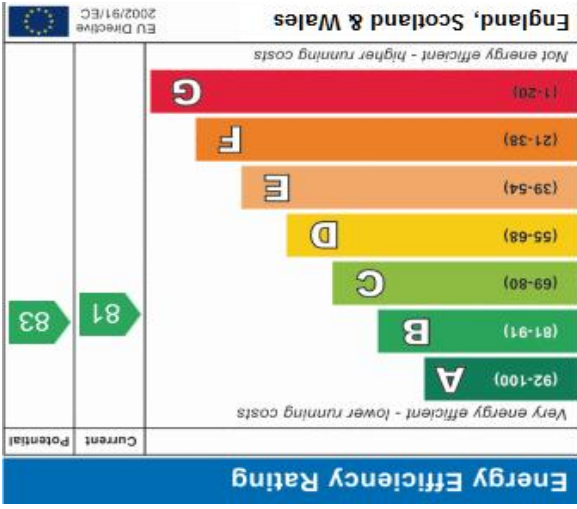 Energy Efficiency Rating
Current Potential
Very energy efficient - lower running costs
(92-100) A
(81-91) B
(69-80) C
(55-68) D
(39-54) E
(21-38) F
(1-20) G
81
83
Not energy efficient - higher running costs
England, Scotland & Wales
EU Directive
2002/91/EC